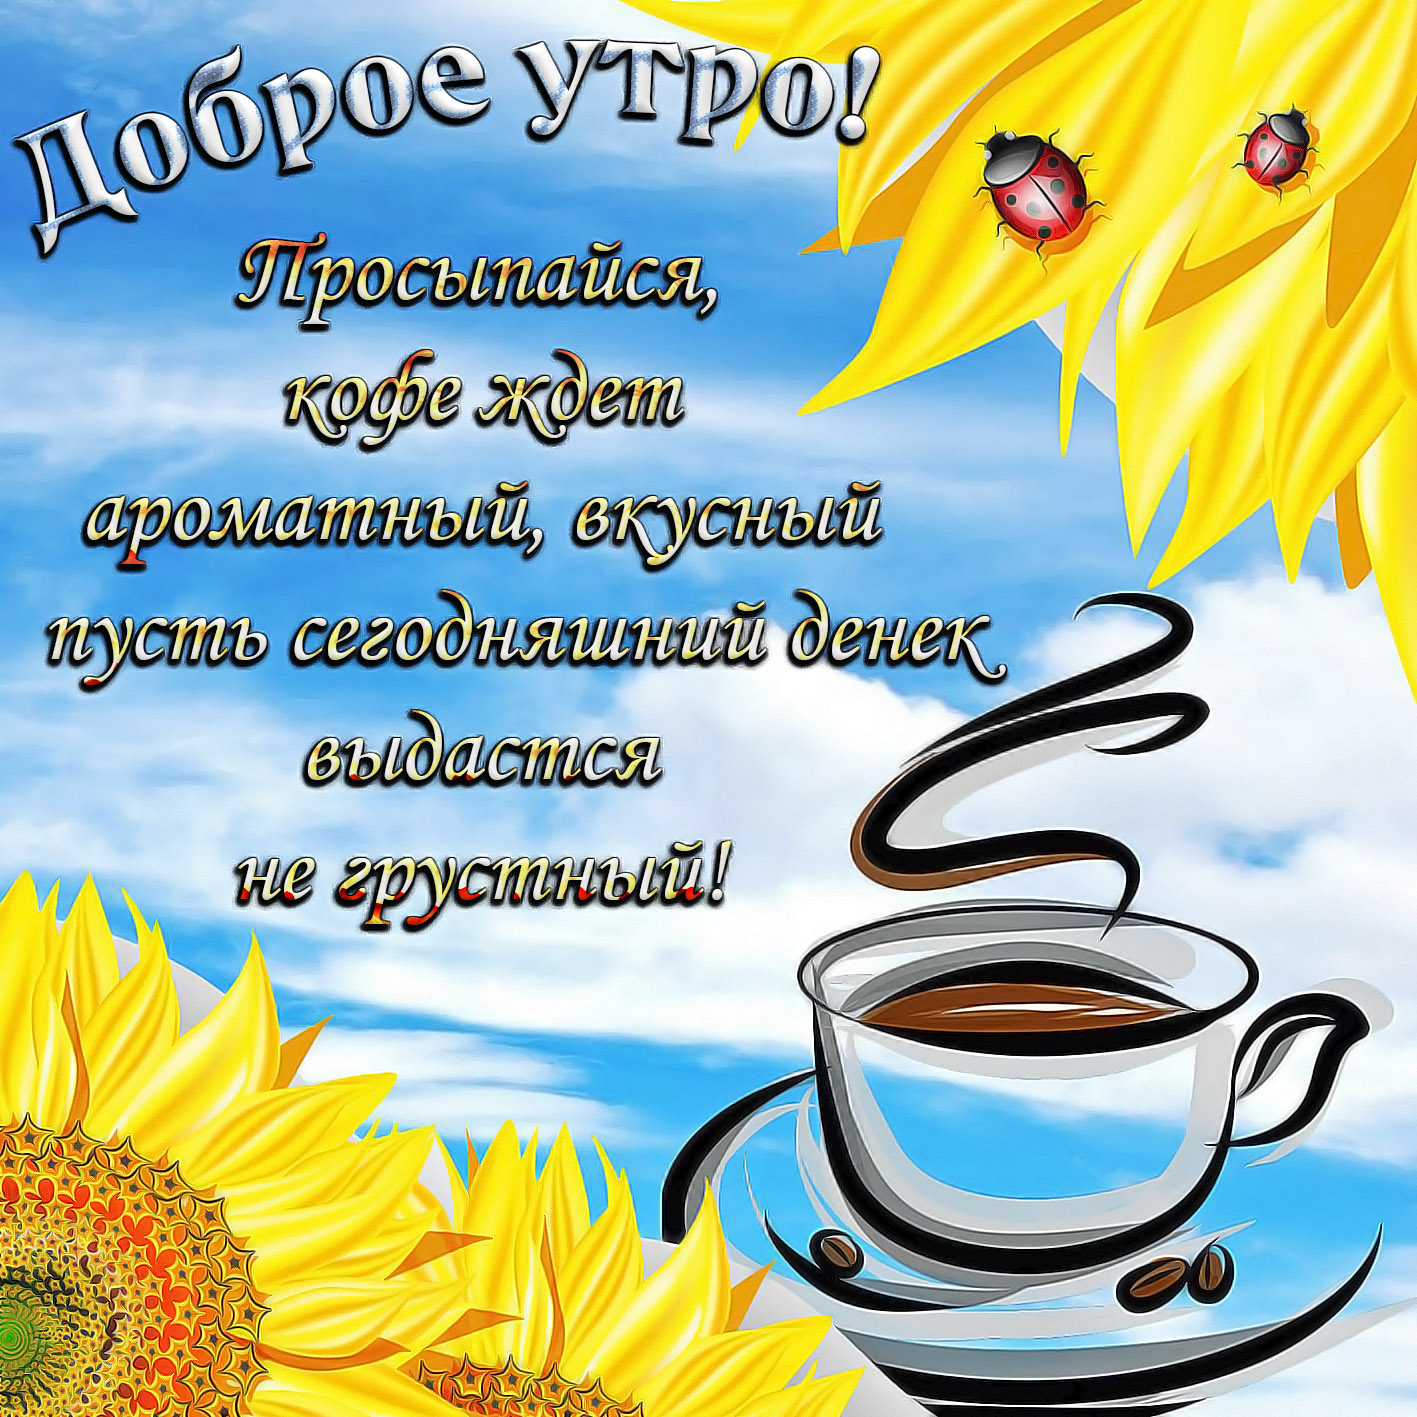 Доброе утро!
Просыпайся,
кофе ждет
ароматный, вкусный
пусть сегодняшний денек
выдастся
не грустный!